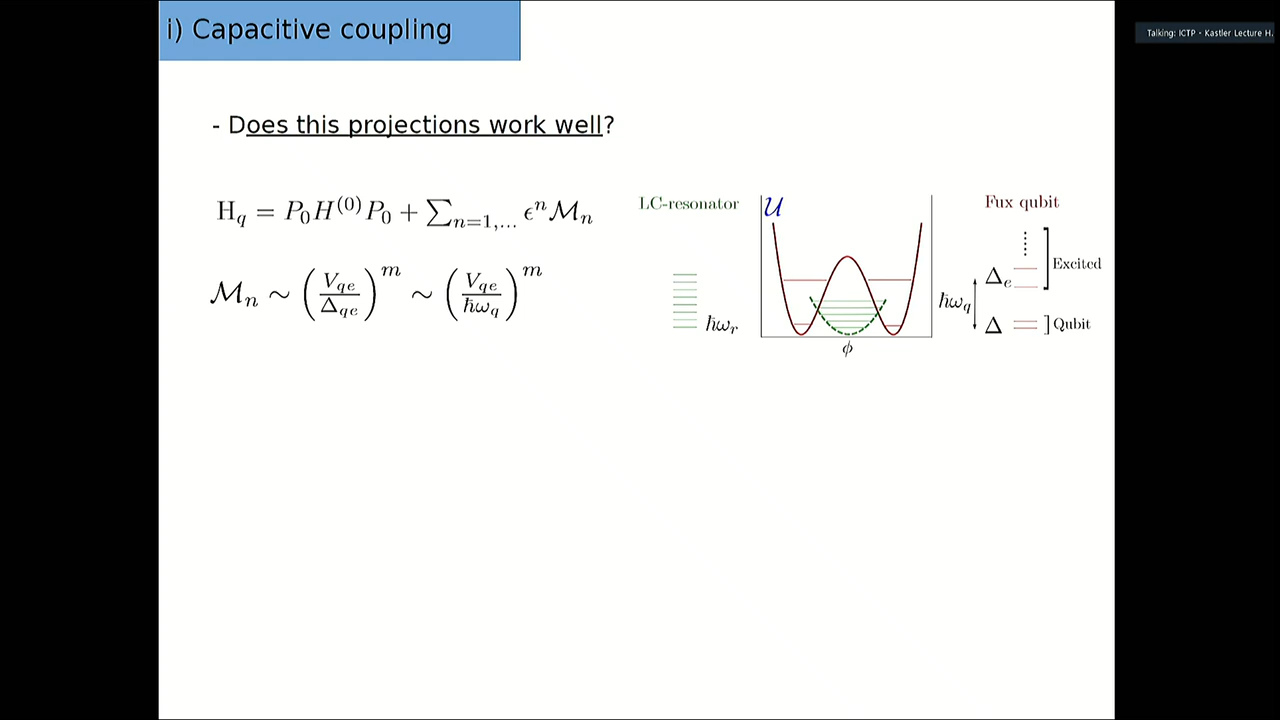 i) Capacitive coupling
Talking: ICTP - Kastler Lecture H.
- Does this projections work well?
H_q = P_0 H^{(0)} P_0 + ∑_{n=1,...} ϵ^n ℳ_n
ℳ_n ∼ (V_{qe}/Δ_{qe})^m ∼ (V_{qe}/ℏω_q)^m
LC-resonator
ℏω_r
𝒰
ϕ
Fux qubit
Excited
Δ_e
ℏω_q
Δ
] Qubit